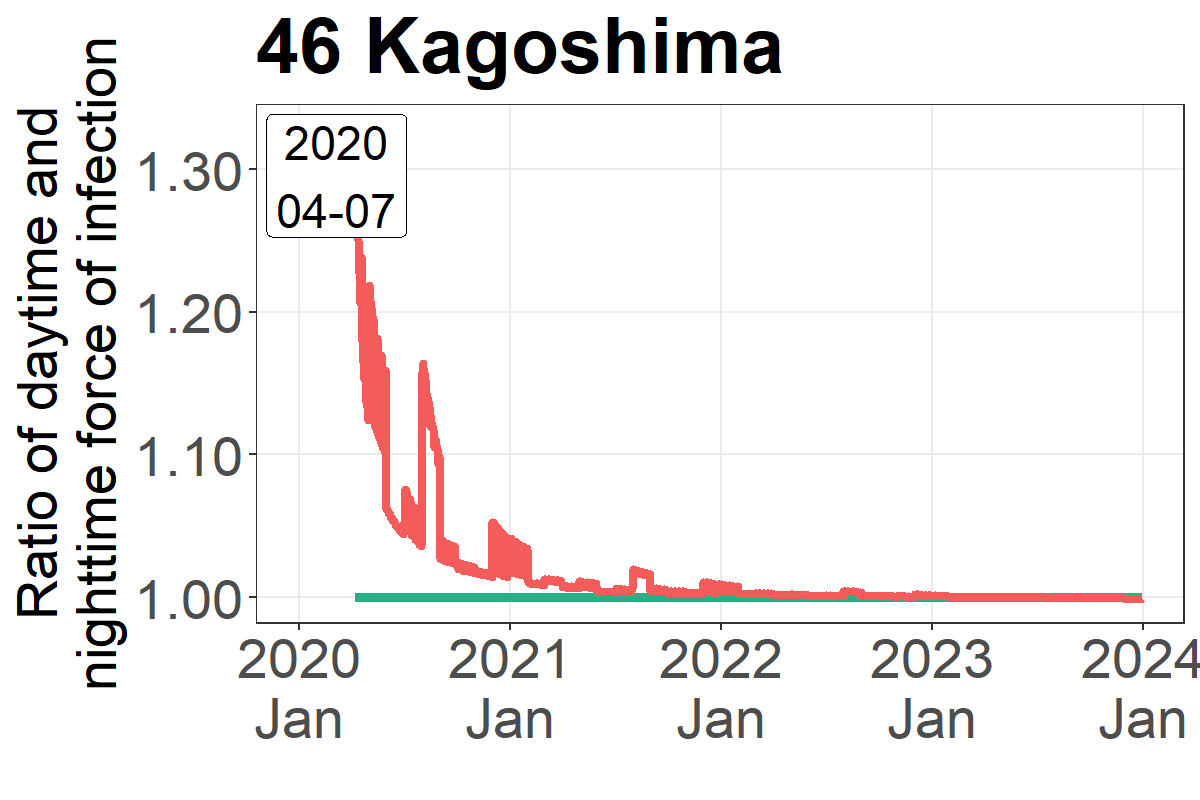 46 Kagoshima
Ratio of daytime and
nighttime force of infection
1.30
1.20
1.10
1.00
2020
04-07
2020
Jan
2021
Jan
2022
Jan
2023
Jan
2024
Jan